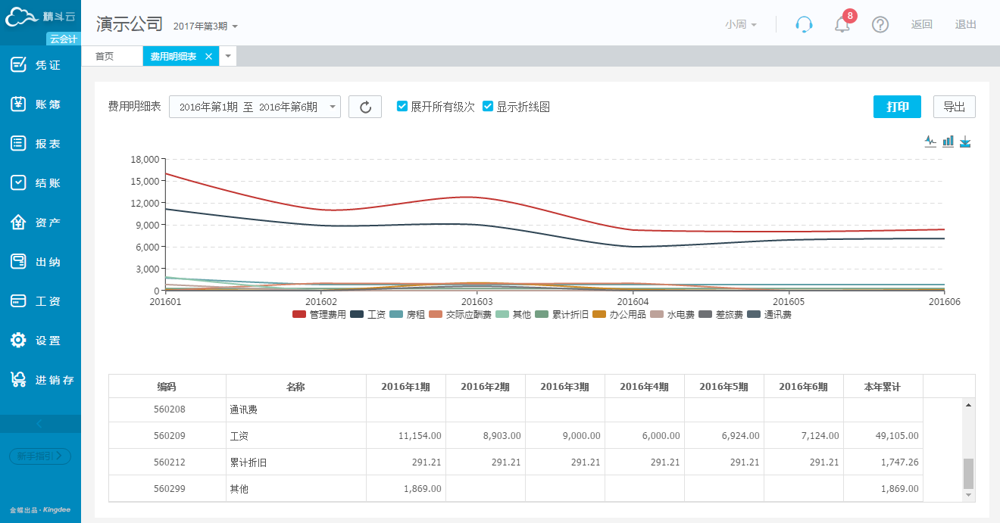 精斗云
云会计
演示公司 2017年第3期
小周 8 返回 退出
首页 费用明细表
凭证
账簿
报表
结账
资产
出纳
工资
设置
进销存
新手指引
金蝶出品 · Kingdee
费用明细表 2016年第1期 至 2016年第6期 展开所有级次 显示折线图 打印 导出
18,000
15,000
12,000
9,000
6,000
3,000
0
201601 201602 201603 201604 201605 201606
管理费用 工资 房租 交际应酬费 其他 累计折旧 办公用品 水电费 差旅费 通讯费
编码 名称 2016年1期 2016年2期 2016年3期 2016年4期 2016年5期 2016年6期 本年累计
560208 通讯费
560209 工资 11,154.00 8,903.00 9,000.00 6,000.00 6,924.00 7,124.00 49,105.00
560212 累计折旧 291.21 291.21 291.21 291.21 291.21 291.21 1,747.26
560299 其他 1,869.00 1,869.00